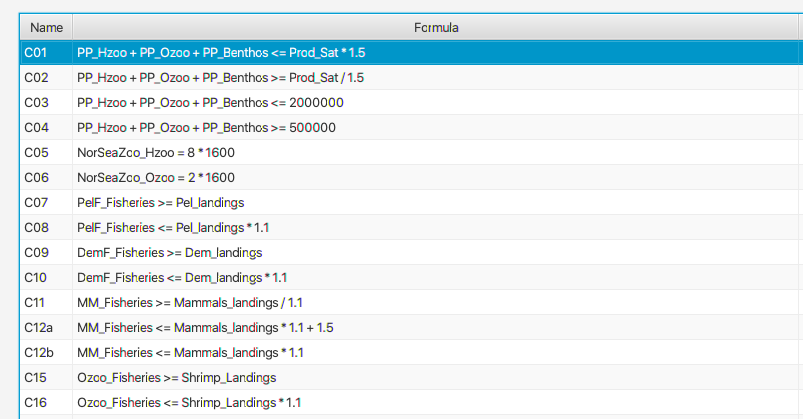 Name Formula
C01 PP_Hzoo + PP_Ozoo + PP_Benthos <= Prod_Sat * 1.5
C02 PP_Hzoo + PP_Ozoo + PP_Benthos >= Prod_Sat / 1.5
C03 PP_Hzoo + PP_Ozoo + PP_Benthos <= 2000000
C04 PP_Hzoo + PP_Ozoo + PP_Benthos >= 500000
C05 NorSeaZoo_Hzoo = 8 * 1600
C06 NorSeaZoo_Ozoo = 2 * 1600
C07 PelF_Fisheries >= Pel_landings
C08 PelF_Fisheries <= Pel_landings * 1.1
C09 DemF_Fisheries >= Dem_landings
C10 DemF_Fisheries <= Dem_landings * 1.1
C11 MM_Fisheries >= Mammals_landings / 1.1
C12a MM_Fisheries <= Mammals_landings * 1.1 + 1.5
C12b MM_Fisheries <= Mammals_landings * 1.1
C15 Ozoo_Fisheries >= Shrimp_Landings
C16 Ozoo_Fisheries <= Shrimp_Landings * 1.1